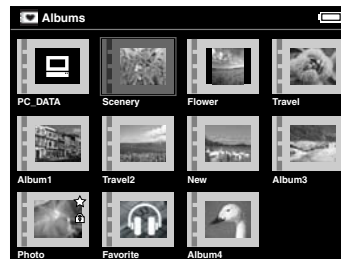 Albums
PC_DATA Scenery Flower Travel
Album1 Travel2 New Album3
Photo Favorite Album4